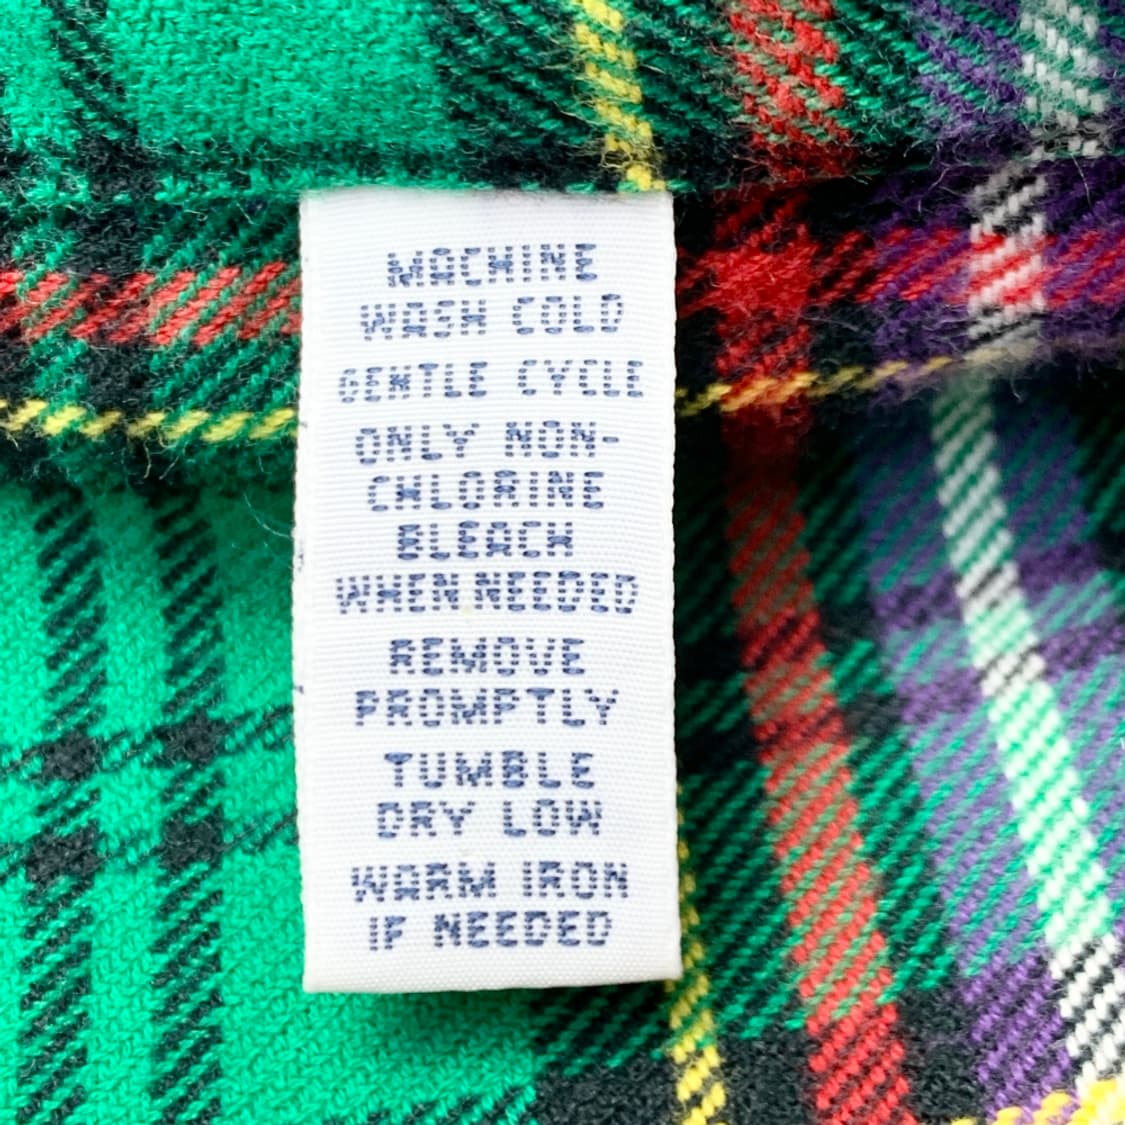 MACHINE
WASH COLD
GENTLE CYCLE
ONLY NON-
CHLORINE
BLEACH
WHEN NEEDED
REMOVE
PROMPTLY
TUMBLE
DRY LOW
WARM IRON
IF NEEDED